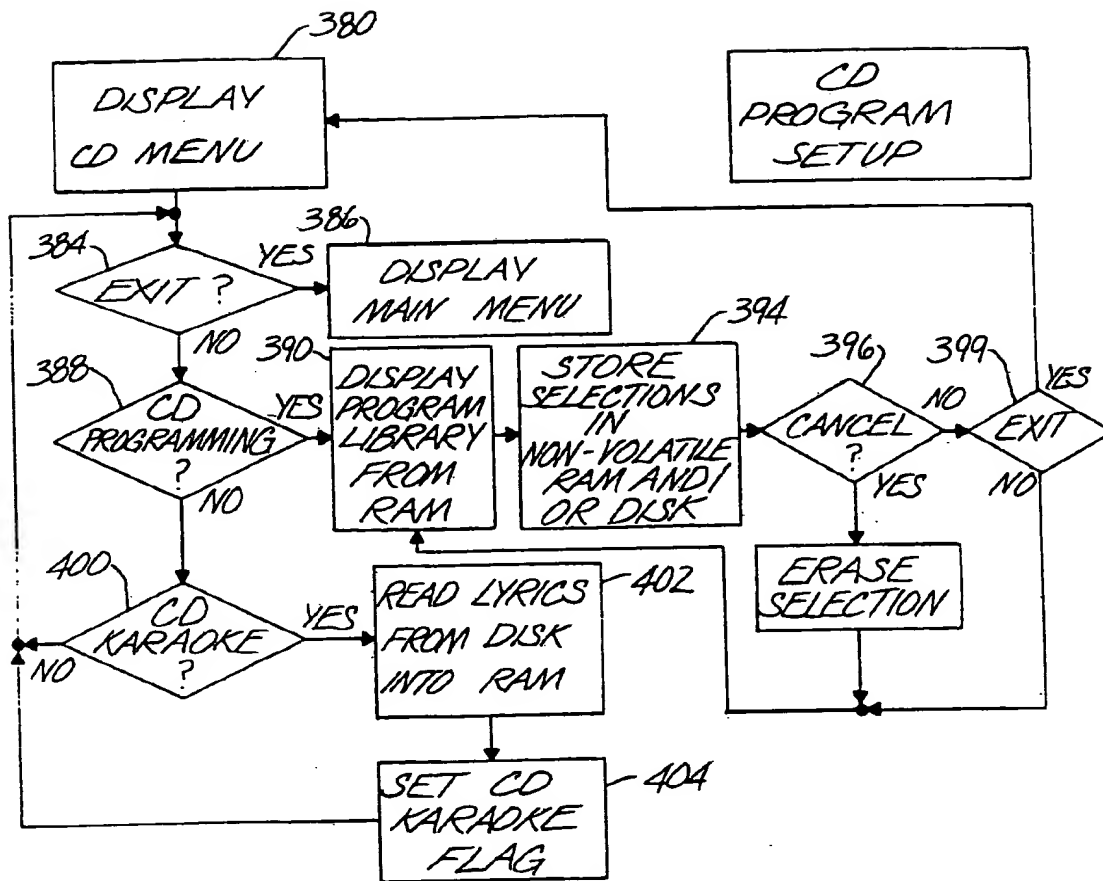 380
DISPLAY
CD MENU
CD
PROGRAM
SETUP
384
EXIT ?
YES
NO
386
DISPLAY
MAIN MENU
388
CD
PROGRAMMING
?
YES
NO
390
DISPLAY
PROGRAM
LIBRARY
FROM
RAM
394
STORE
SELECTIONS
IN
NON-VOLATILE
RAM AND/
OR DISK
396
CANCEL
?
NO
YES
399
EXIT
YES
NO
ERASE
SELECTION
400
CD
KARAOKE
?
YES
NO
402
READ LYRICS
FROM DISK
INTO RAM
404
SET CD
KARAOKE
FLAG